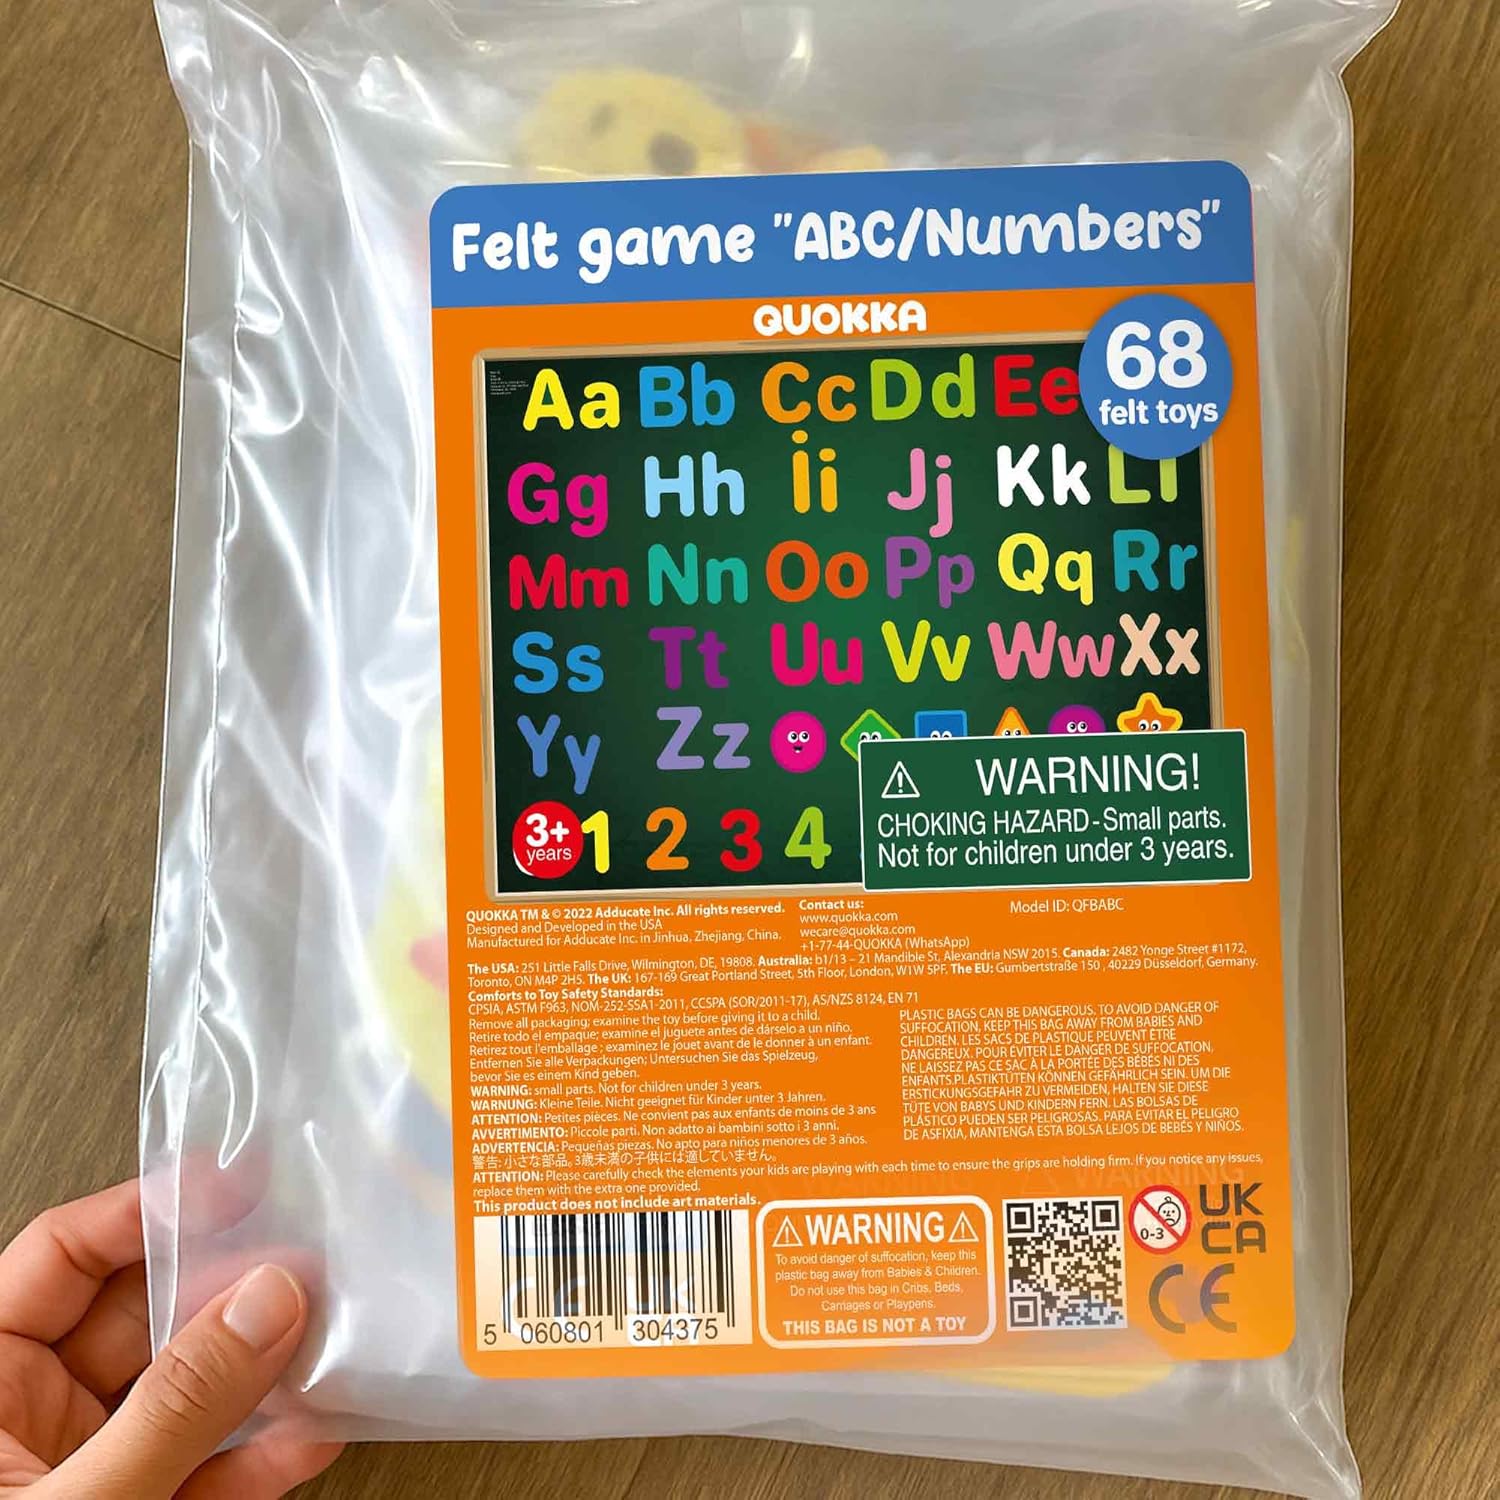 Felt game "ABC/Numbers"
QUOKKA
68
felt toys
Aa Bb Cc Dd Ee
Gg Hh Ii Jj Kk Ll
Mm Nn Oo Pp Qq Rr
Ss Tt Uu Vv Ww Xx
Yy Zz
3+
years
1 2 3 4
WARNING!
CHOKING HAZARD - Small parts.
Not for children under 3 years.
QUOKKA TM & © 2022 Adducate Inc. All rights reserved.
Designed and Developed in the USA
Manufactured for Adducate Inc. in Jinhua, Zhejiang, China.
Contact us:
www.quokka.com
wecare@quokka.com
+1-77-44-QUOKKA (WhatsApp)
Model ID: QFBABC
The USA: 251 Little Falls Drive, Wilmington, DE, 19808. Australia: b1/13 – 21 Mandible St, Alexandria NSW 2015. Canada: 2482 Yonge Street #1172,
Toronto, ON M4P 2H5. The UK: 167-169 Great Portland Street, 5th Floor, London, W1W 5PF, The EU: Gumbertstraße 150 , 40229 Düsseldorf, Germany.
Comforts to Toy Safety Standards:
CPSIA, ASTM F963, NOM-252-SSA1-2011, CCSPA (SOR/2011-17), AS/NZS 8124, EN 71
Remove all packaging; examine the toy before giving it to a child.
Retire todo el empaque; examine el juguete antes de dárselo a un niño.
Retirez tout l'emballage ; examinez le jouet avant de le donner à un enfant.
Entfernen Sie alle Verpackungen; Untersuchen Sie das Spielzeug,
bevor Sie es einem Kind geben.
WARNING: small parts. Not for children under 3 years.
WARNUNG: Kleine Teile. Nicht geeignet für Kinder unter 3 Jahren.
ATTENTION: Petites pièces. Ne convient pas aux enfants de moins de 3 ans
AVVERTIMENTO: Piccole parti. Non adatto ai bambini sotto i 3 anni.
ADVERTENCIA: Pequeñas piezas. No apto para niños menores de 3 años.
警告: 小さな部品。3歳未満の子供には適していません。
PLASTIC BAGS CAN BE DANGEROUS. TO AVOID DANGER OF
SUFFOCATION, KEEP THIS BAG AWAY FROM BABIES AND
CHILDREN. LES SACS DE PLASTIQUE PEUVENT ETRE
DANGEREUX. POUR ÉVITER LE DANGER DE SUFFOCATION,
NE LAISSEZ PAS CE SAC À LA PORTÉE DES BÉBÉS NI DES
ENFANTS.PLASTIKTÜTEN KÖNNEN GEFÄHRLICH SEIN. UM DIE
ERSTICKUNGSGEFAHR ZU VERMEIDEN, HALTEN SIE DIESE
TÜTE VON BABYS UND KINDERN FERN. LAS BOLSAS DE
PLÁSTICO PUEDEN SER PELIGROSAS. PARA EVITAR EL PELIGRO
DE ASFIXIA, MANTENGA ESTA BOLSA LEJOS DE BEBÉS Y NIÑOS.
ATTENTION: Please carefully check the elements your kids are playing with each time to ensure the grips are holding firm. If you notice any issues,
replace them with the extra one provided.
This product does not include art materials.
5 060801 304375
WARNING
To avoid danger of suffocation, keep this
plastic bag away from Babies & Children.
Do not use this bag in Cribs, Beds,
Carriages or Playpens.
THIS BAG IS NOT A TOY
0-3
UK
CA
CE